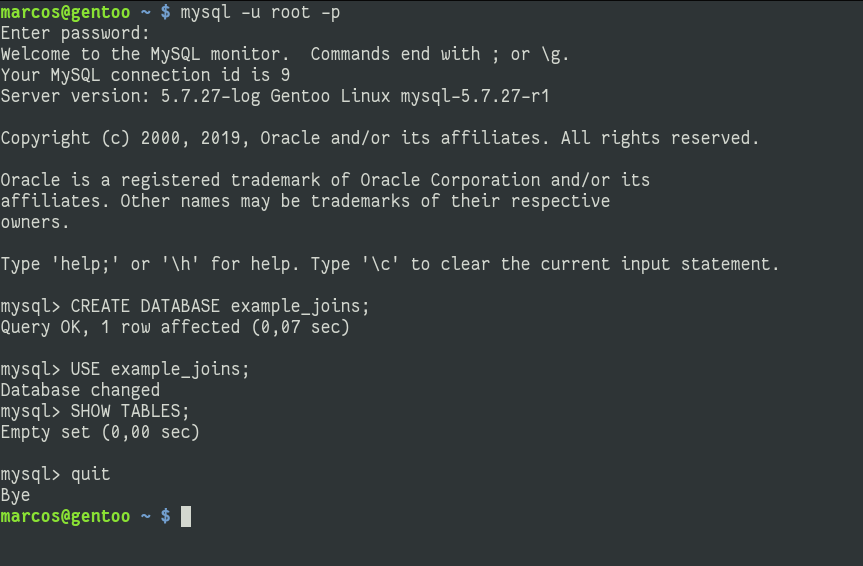 marcos@gentoo ~ $ mysql -u root -p
Enter password:
Welcome to the MySQL monitor.  Commands end with ; or \g.
Your MySQL connection id is 9
Server version: 5.7.27-log Gentoo Linux mysql-5.7.27-r1

Copyright (c) 2000, 2019, Oracle and/or its affiliates. All rights reserved.

Oracle is a registered trademark of Oracle Corporation and/or its
affiliates. Other names may be trademarks of their respective
owners.

Type 'help;' or '\h' for help. Type '\c' to clear the current input statement.

mysql> CREATE DATABASE example_joins;
Query OK, 1 row affected (0,07 sec)

mysql> USE example_joins;
Database changed
mysql> SHOW TABLES;
Empty set (0,00 sec)

mysql> quit
Bye
marcos@gentoo ~ $